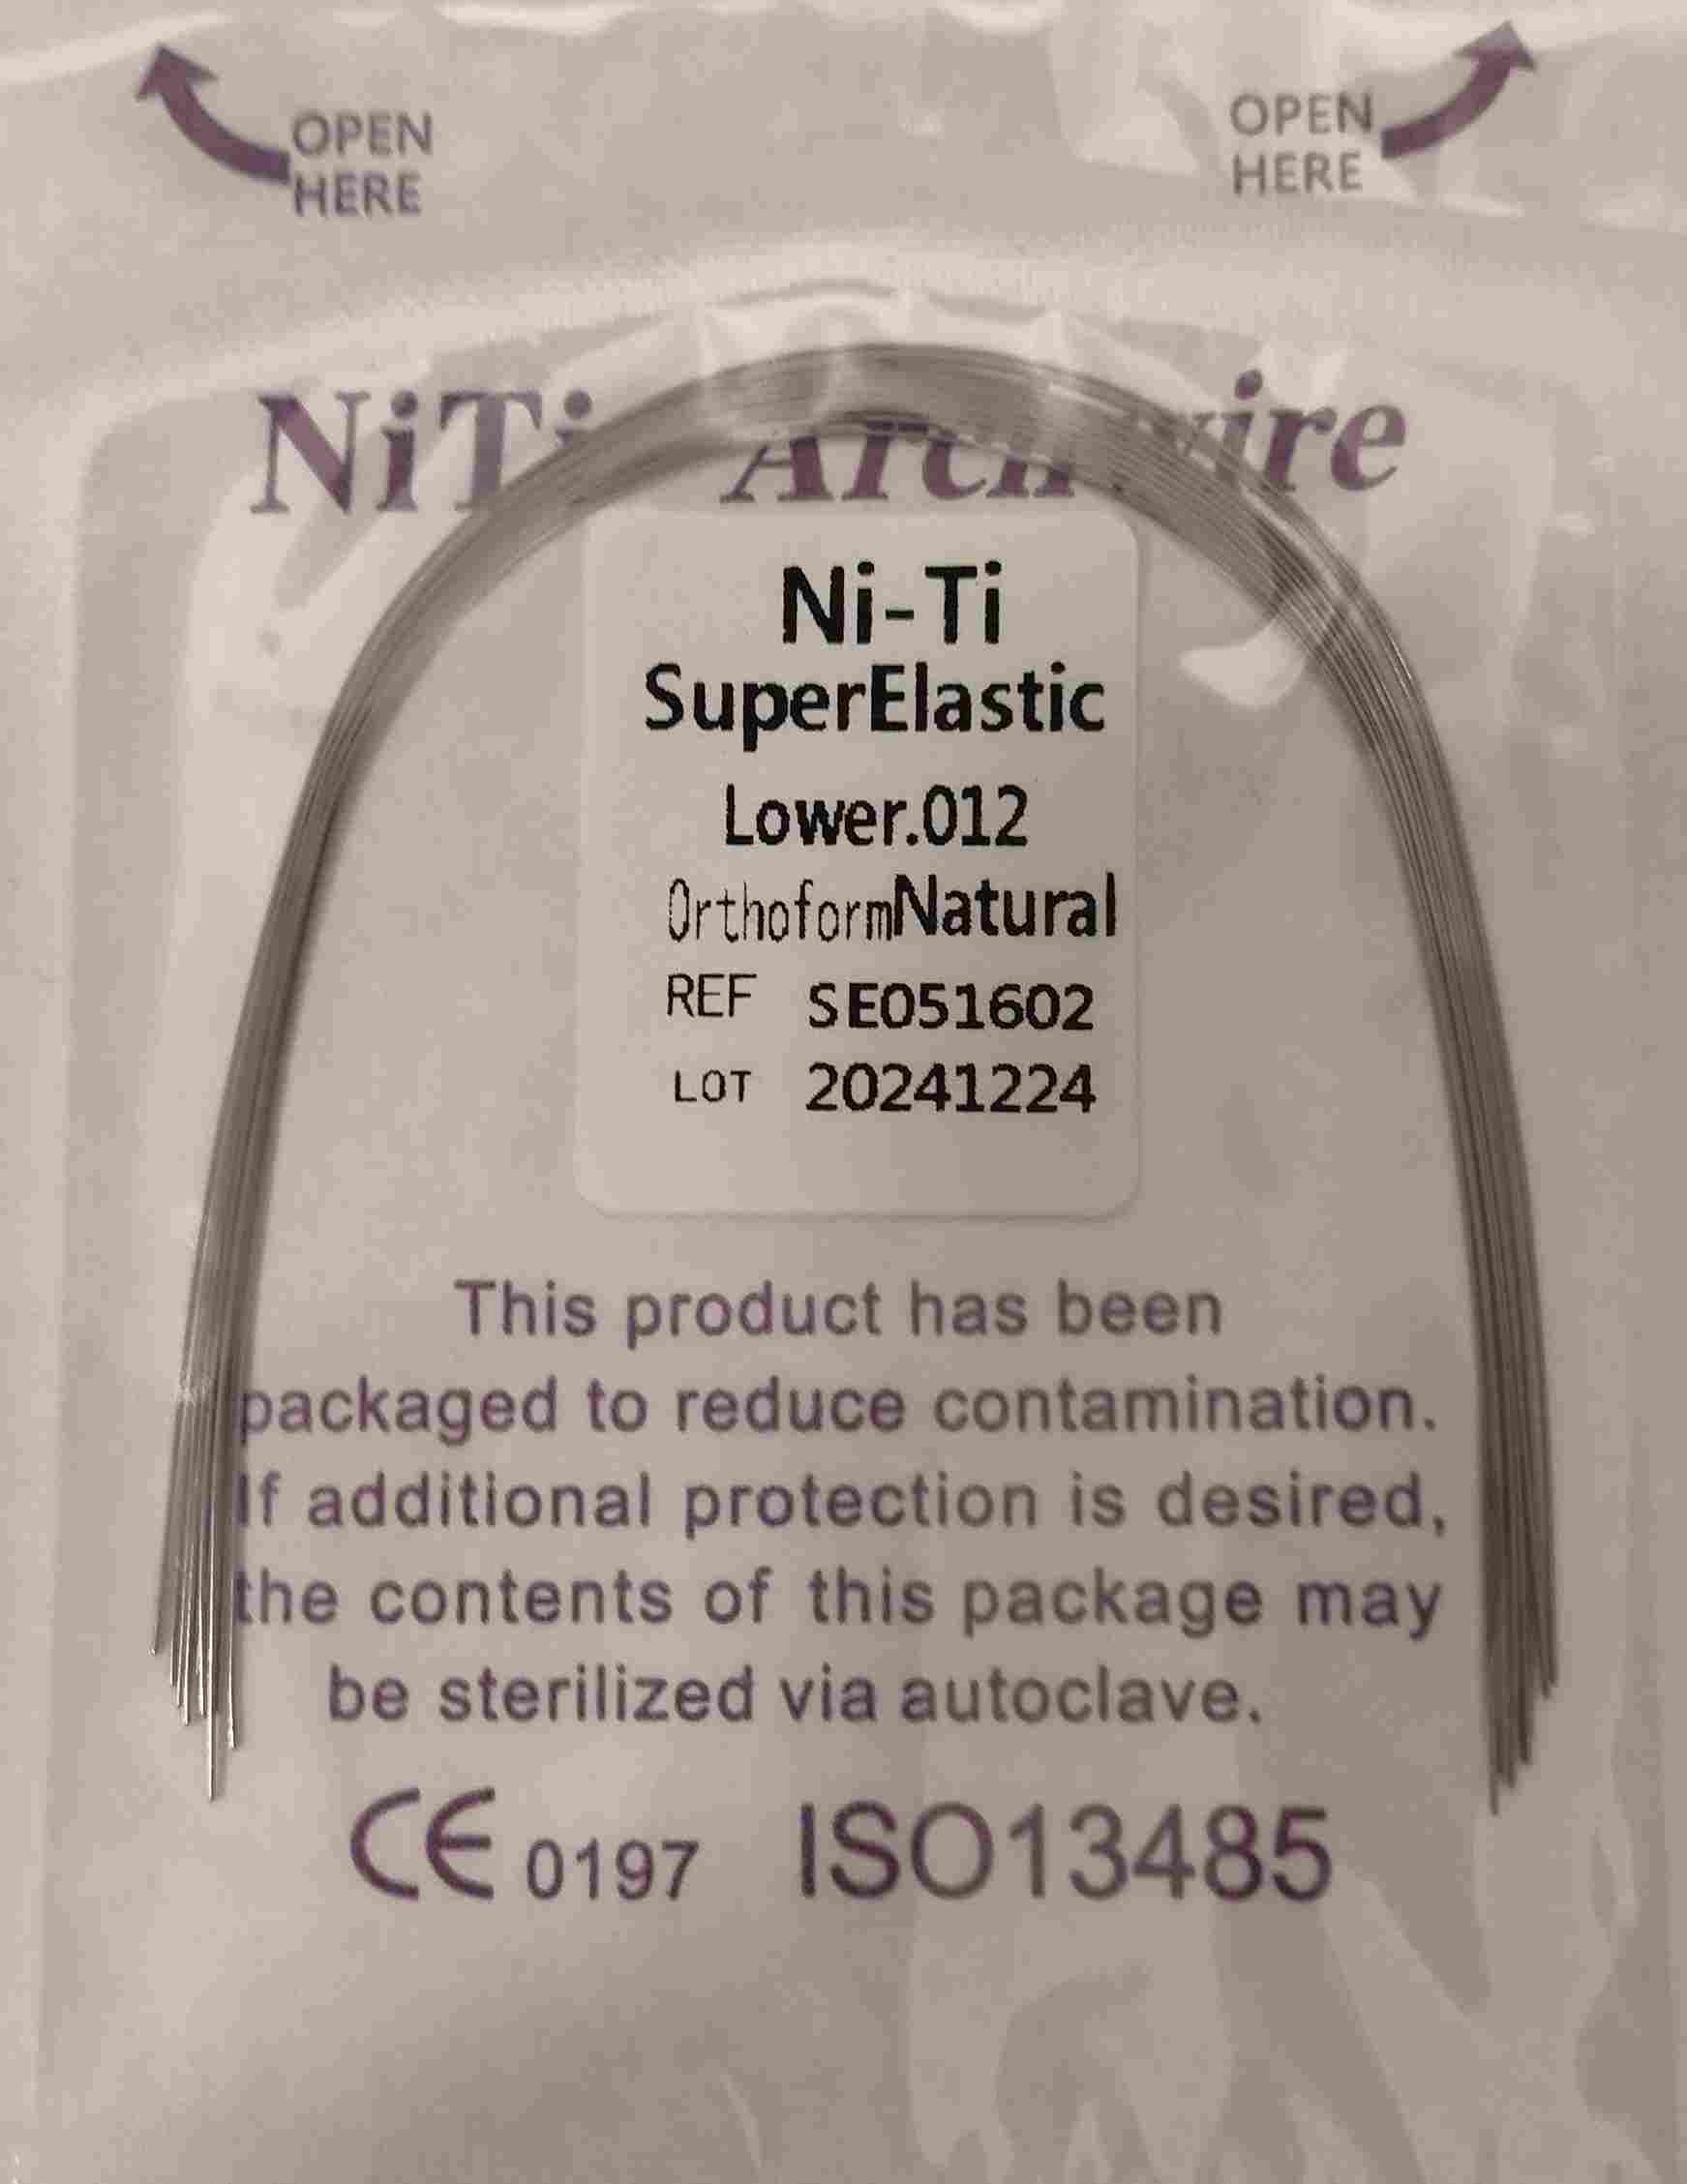 OPEN
HERE
OPEN
HERE
NiTi Archwire
Ni-Ti
SuperElastic
Lower.012
OrthoformNatural
REF SE051602
LOT 20241224
This product has been
packaged to reduce contamination.
If additional protection is desired,
the contents of this package may
be sterilized via autoclave.
CE 0197 ISO13485